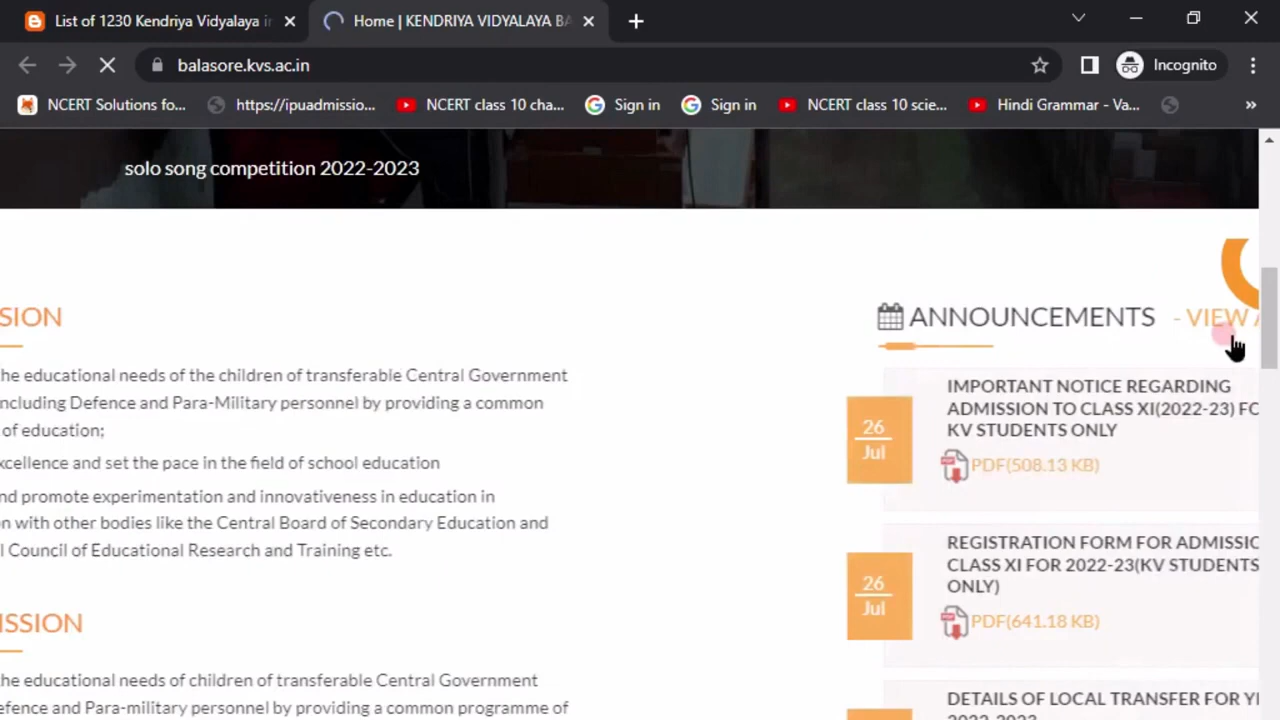 List of 1230 Kendriya Vidyalaya in
Home | KENDRIYA VIDYALAYA BA
balasore.kvs.ac.in
Incognito
NCERT Solutions fo...
https://ipuadmissio...
NCERT class 10 cha...
Sign in
Sign in
NCERT class 10 scie...
Hindi Grammar - Va...
solo song competition 2022-2023
SION
he educational needs of the children of transferable Central Government
ncluding Defence and Para-Military personnel by providing a common
of education;
xcellence and set the pace in the field of school education
nd promote experimentation and innovativeness in education in
n with other bodies like the Central Board of Secondary Education and
l Council of Educational Research and Training etc.
ISSION
he educational needs of children of transferable Central Government
efence and Para-military personnel by providing a common programme of
ANNOUNCEMENTS - VIEW
26
Jul
IMPORTANT NOTICE REGARDING
ADMISSION TO CLASS XI(2022-23) FO
KV STUDENTS ONLY
PDF(508.13 KB)
26
Jul
REGISTRATION FORM FOR ADMISSIO
CLASS XI FOR 2022-23(KV STUDENTS
ONLY)
PDF(641.18 KB)
DETAILS OF LOCAL TRANSFER FOR YE
2022-2023